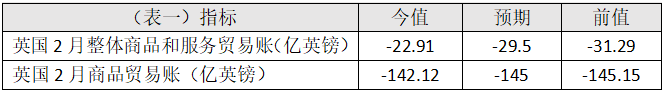 （表一）指标 今值 预期 前值
英国 2 月整体商品和服务贸易账（亿英镑） -22.91 -29.5 -31.29
英国 2 月商品贸易账（亿英镑） -142.12 -145 -145.15